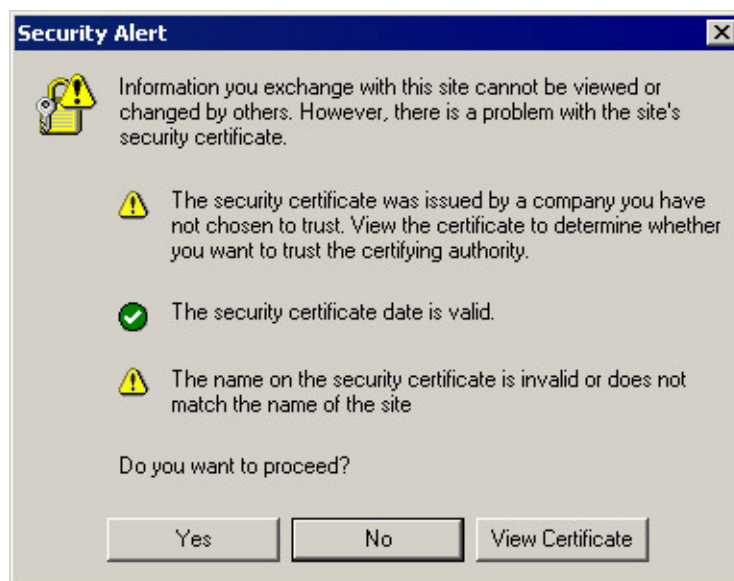 Security Alert
Information you exchange with this site cannot be viewed or
changed by others. However, there is a problem with the site's
security certificate.
The security certificate was issued by a company you have
not chosen to trust. View the certificate to determine whether
you want to trust the certifying authority.
The security certificate date is valid.
The name on the security certificate is invalid or does not
match the name of the site
Do you want to proceed?
Yes
No
View Certificate